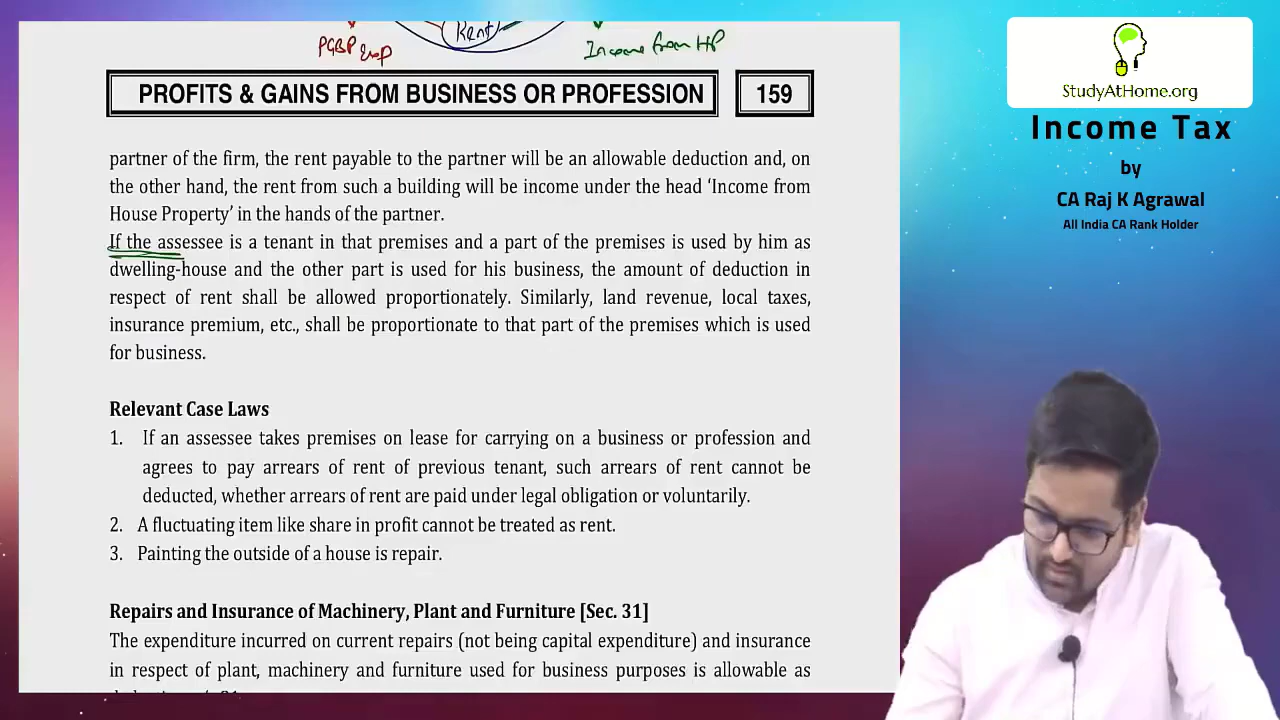 Rent
PGBP exp
Income from HP
PROFITS & GAINS FROM BUSINESS OR PROFESSION 159
partner of the firm, the rent payable to the partner will be an allowable deduction and, on
the other hand, the rent from such a building will be income under the head ‘Income from
House Property’ in the hands of the partner.
If the assessee is a tenant in that premises and a part of the premises is used by him as
dwelling-house and the other part is used for his business, the amount of deduction in
respect of rent shall be allowed proportionately. Similarly, land revenue, local taxes,
insurance premium, etc., shall be proportionate to that part of the premises which is used
for business.
Relevant Case Laws
1. If an assessee takes premises on lease for carrying on a business or profession and
agrees to pay arrears of rent of previous tenant, such arrears of rent cannot be
deducted, whether arrears of rent are paid under legal obligation or voluntarily.
2. A fluctuating item like share in profit cannot be treated as rent.
3. Painting the outside of a house is repair.
Repairs and Insurance of Machinery, Plant and Furniture [Sec. 31]
The expenditure incurred on current repairs (not being capital expenditure) and insurance
in respect of plant, machinery and furniture used for business purposes is allowable as
StudyAtHome.org
Income Tax
by
CA Raj K Agrawal
All India CA Rank Holder